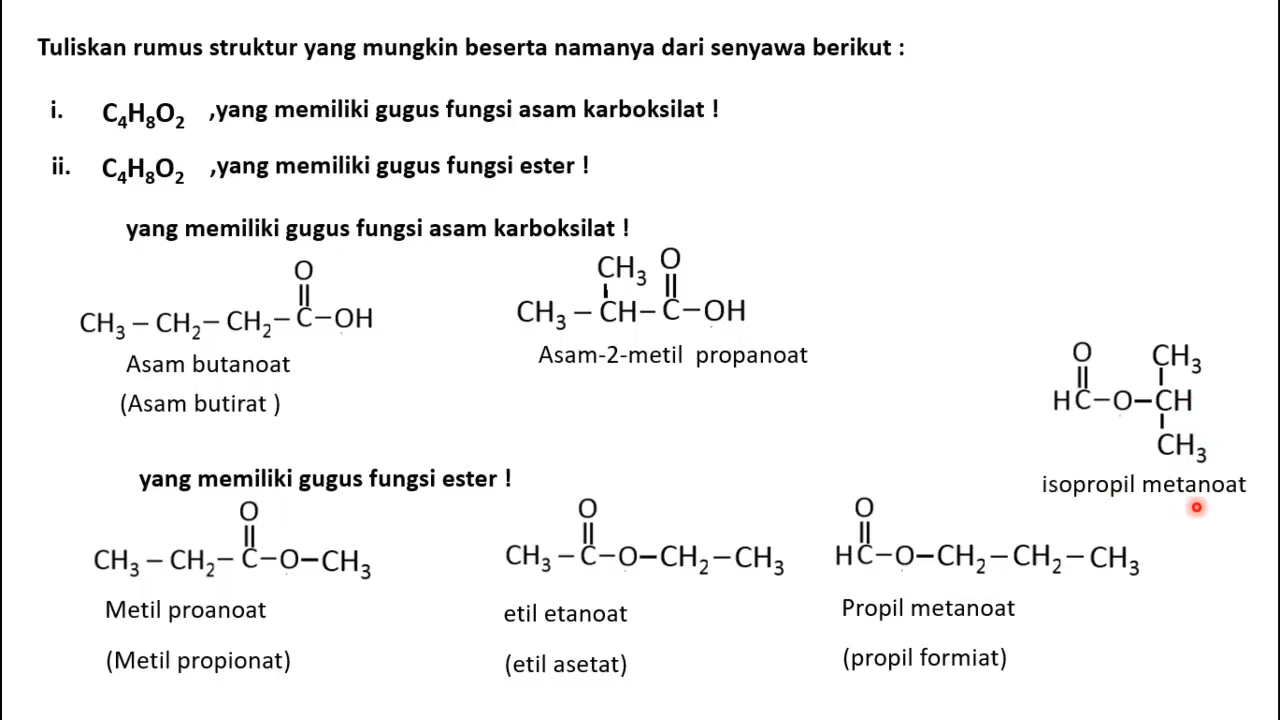 Tuliskan rumus struktur yang mungkin beserta namanya dari senyawa berikut :
i. C₄H₈O₂ ,yang memiliki gugus fungsi asam karboksilat !
ii. C₄H₈O₂ ,yang memiliki gugus fungsi ester !
yang memiliki gugus fungsi asam karboksilat !
O
||
CH₃ – CH₂– CH₂– C–OH
Asam butanoat
(Asam butirat )
CH₃ O
| ||
CH₃ – CH– C–OH
Asam-2-metil propanoat
O CH₃
|| |
HC–O–CH
|
CH₃
isopropil metanoat
yang memiliki gugus fungsi ester !
O
||
CH₃ – CH₂– C–O–CH₃
Metil proanoat
(Metil propionat)
O
||
CH₃ – C–O–CH₂–CH₃
etil etanoat
(etil asetat)
O
||
HC–O–CH₂–CH₂–CH₃
Propil metanoat
(propil formiat)